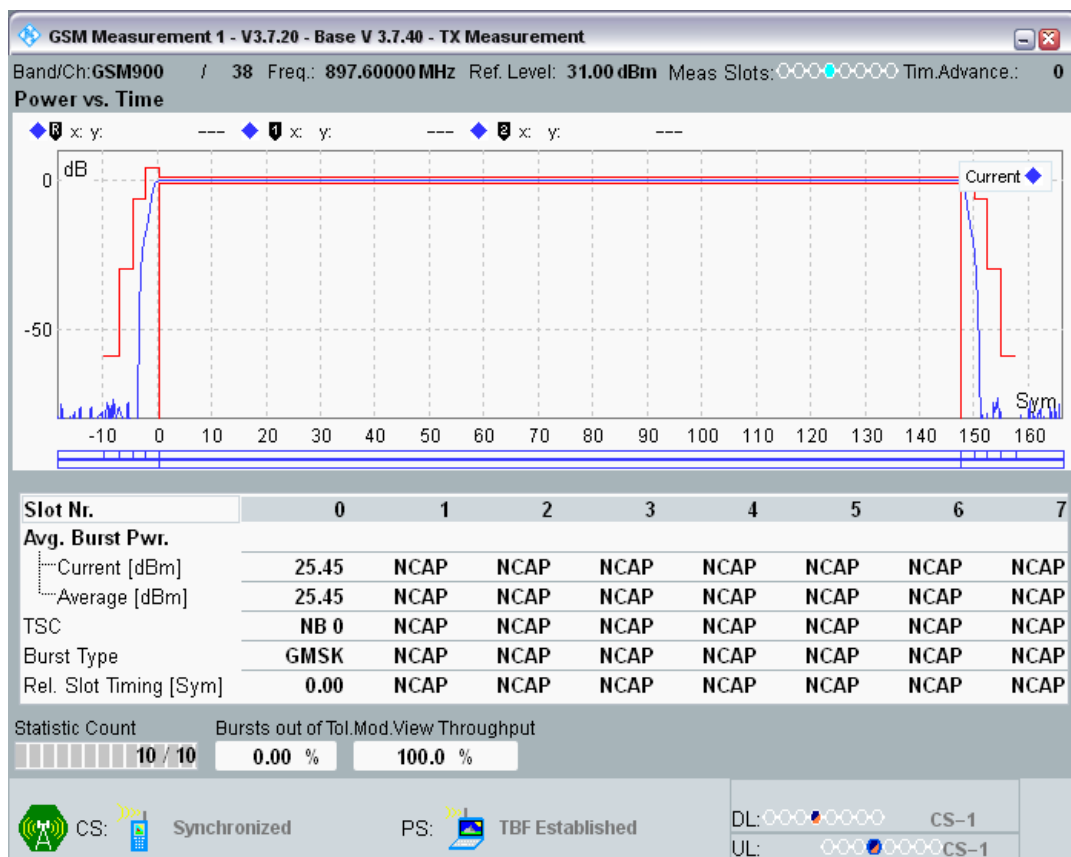 GSM Measurement 1 - V3.7.20 - Base V 3.7.40 - TX Measurement
Band/Ch:GSM900 / 38 Freq.: 897.60000 MHz Ref. Level: 31.00 dBm Meas Slots: Tim.Advance.: 0
Power vs. Time
R x: y: --- 1 x: y: --- 2 x: y: ---
dB
Current
0
-50
Sym
-10 0 10 20 30 40 50 60 70 80 90 100 110 120 130 140 150 160
Slot Nr. 0 1 2 3 4 5 6 7
Avg. Burst Pwr.
Current [dBm] 25.45 NCAP NCAP NCAP NCAP NCAP NCAP NCAP
Average [dBm] 25.45 NCAP NCAP NCAP NCAP NCAP NCAP NCAP
TSC NB 0 NCAP NCAP NCAP NCAP NCAP NCAP NCAP
Burst Type GMSK NCAP NCAP NCAP NCAP NCAP NCAP NCAP
Rel. Slot Timing [Sym] 0.00 NCAP NCAP NCAP NCAP NCAP NCAP NCAP
Statistic Count Bursts out of Tol.Mod.View Throughput
10 / 10 0.00 % 100.0 %
CS: Synchronized PS: TBF Established DL: CS-1
UL: CS-1